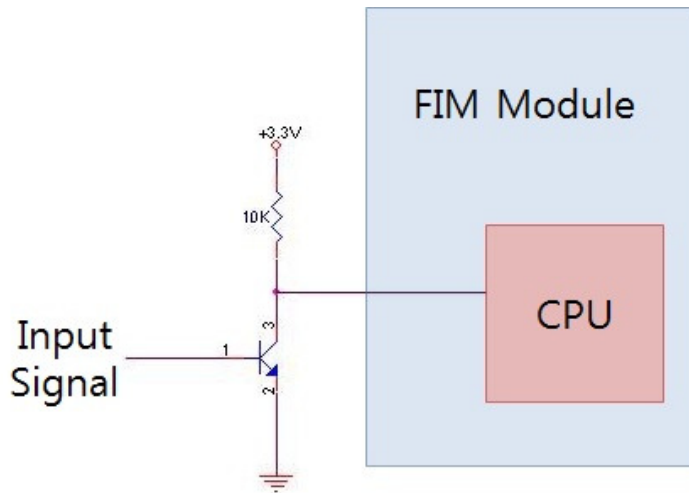 FIM Module
+3.3V
10K
CPU
3
Input
Signal
1
2